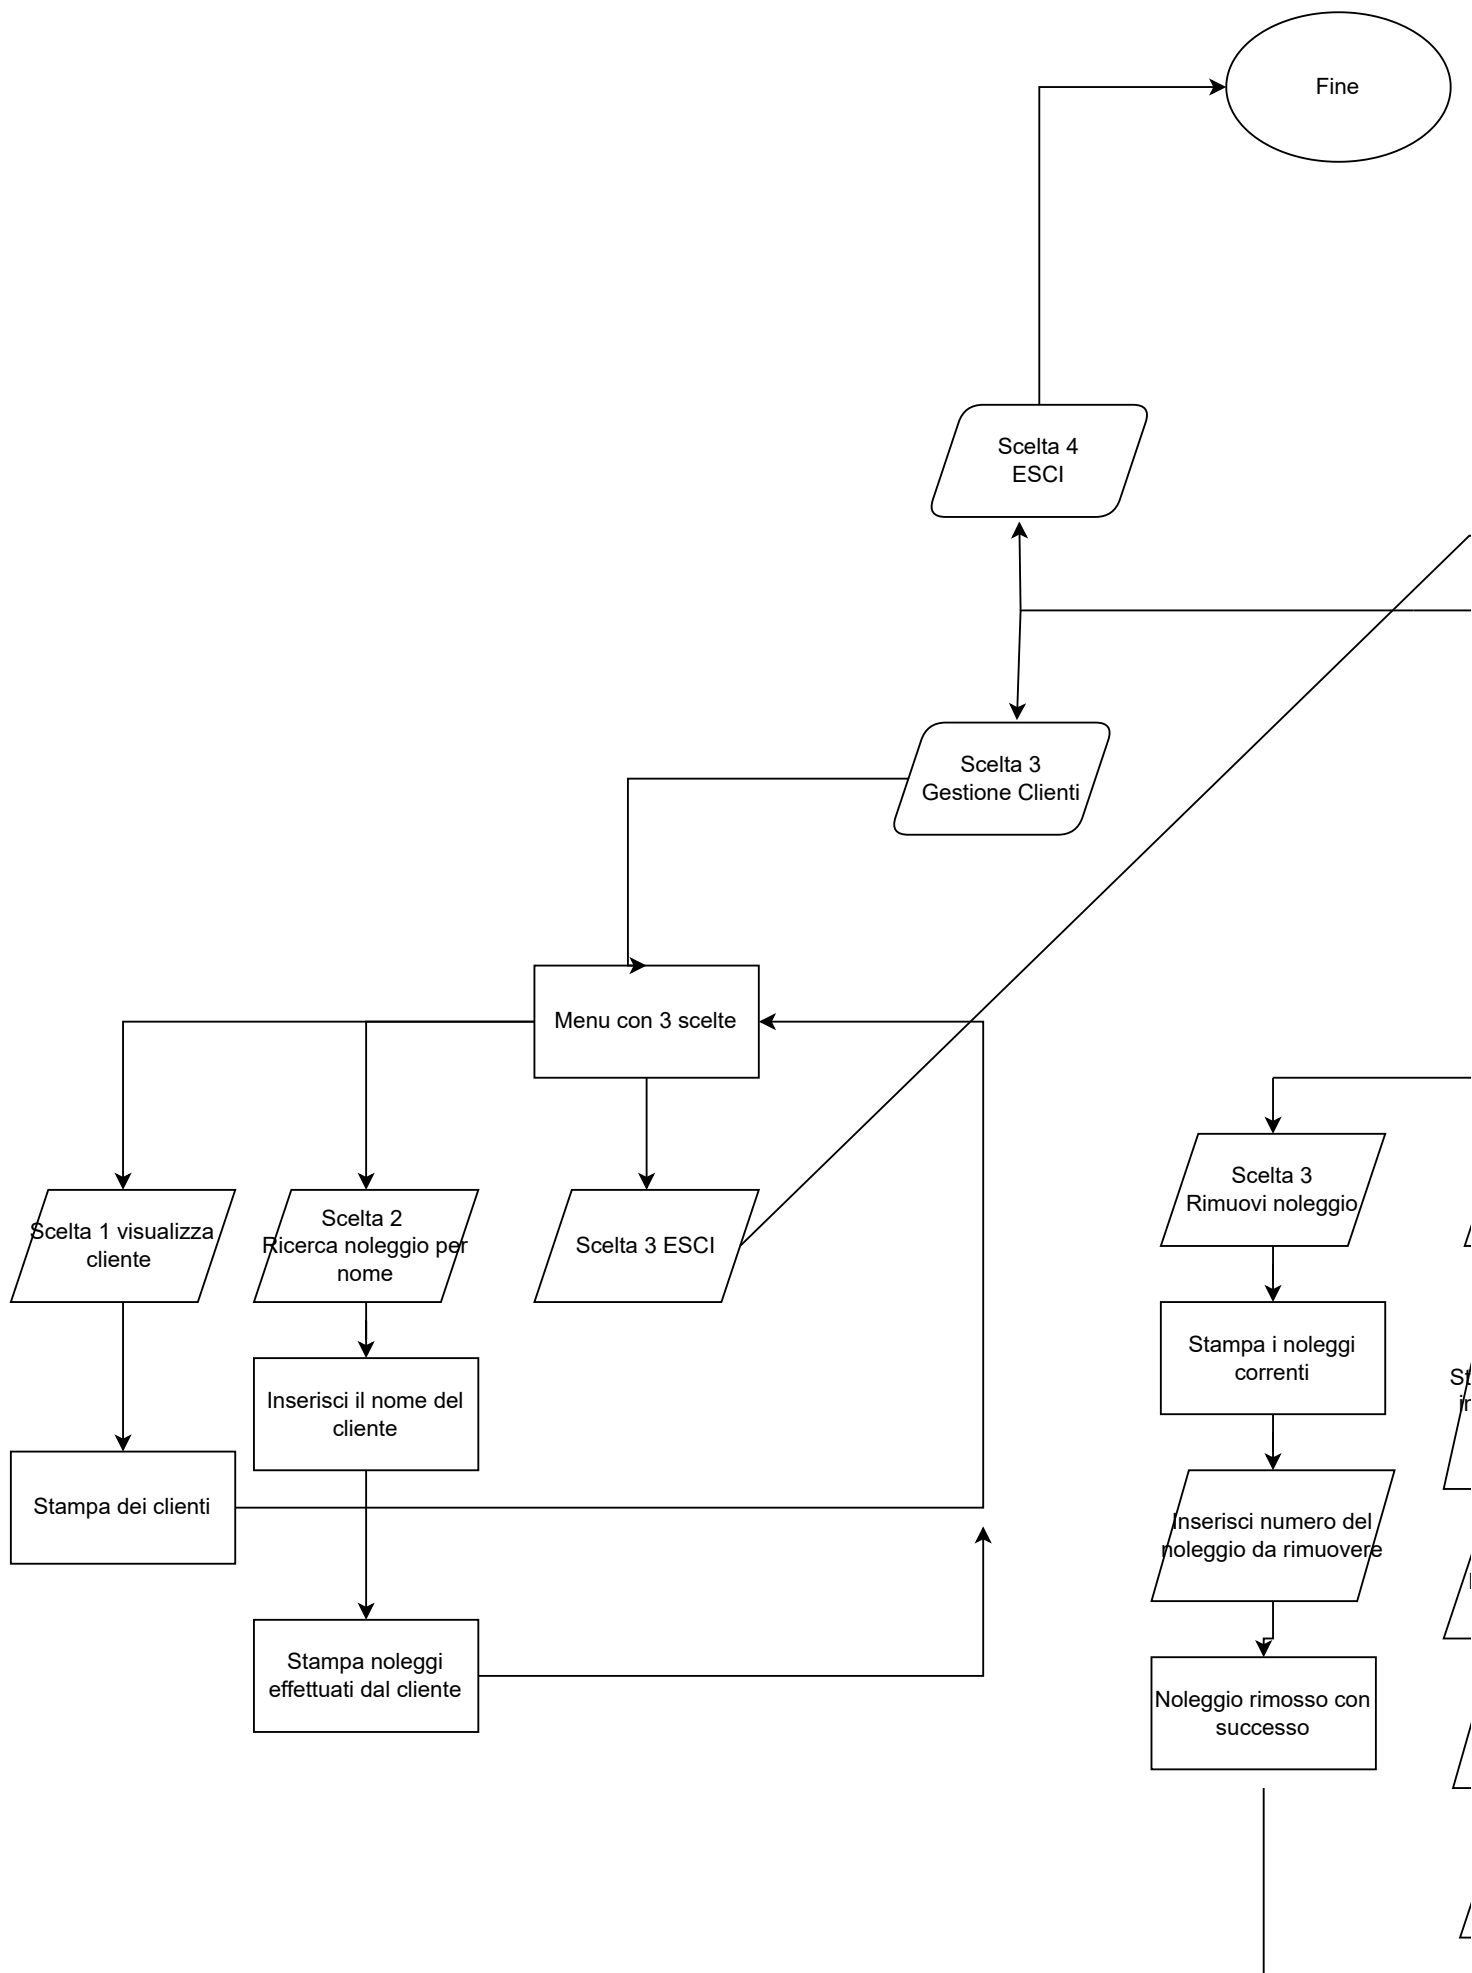 Fine
Scelta 4
ESCI
Scelta 3
Gestione Clienti
Menu con 3 scelte
Scelta 1 visualizza
cliente
Scelta 2
Ricerca noleggio per
nome
Scelta 3 ESCI
Inserisci il nome del
cliente
Stampa dei clienti
Stampa noleggi
effettuati dal cliente
Scelta 3
Rimuovi noleggio
Stampa i noleggi
correnti
Inserisci numero del
noleggio da rimuovere
Noleggio rimosso con
successo